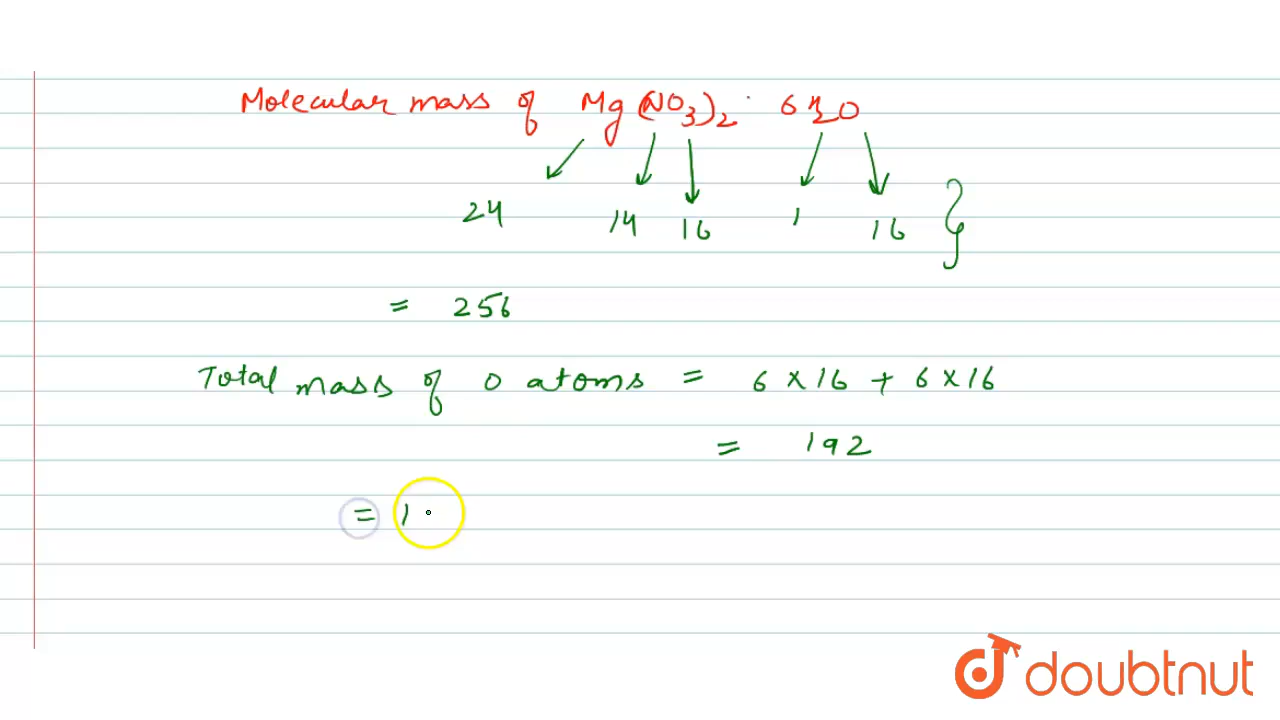 Molecular mass of Mg(NO3)2 · 6H2O
24 14 16 1 16 }
= 256
Total mass of O atoms = 6 × 16 + 6 × 16
= 192
= 1
doubtnut